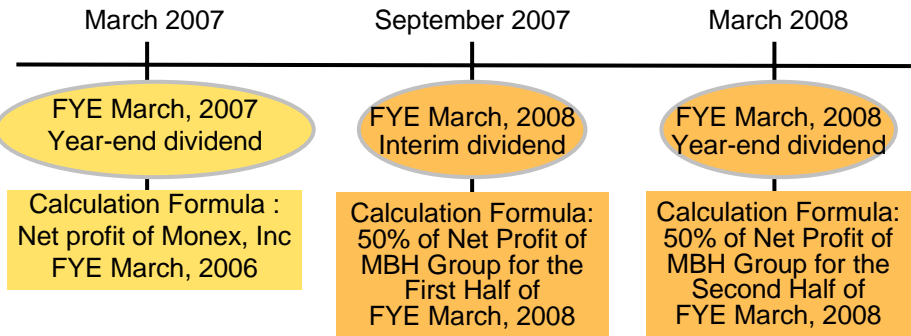 March 2007
September 2007
March 2008
FYE March, 2007
Year-end dividend
FYE March, 2008
Interim dividend
FYE March, 2008
Year-end dividend
Calculation Formula :
Net profit of Monex, Inc
FYE March, 2006
Calculation Formula:
50% of Net Profit of
MBH Group for the
First Half of
FYE March, 2008
Calculation Formula:
50% of Net Profit of
MBH Group for the
Second Half of
FYE March, 2008